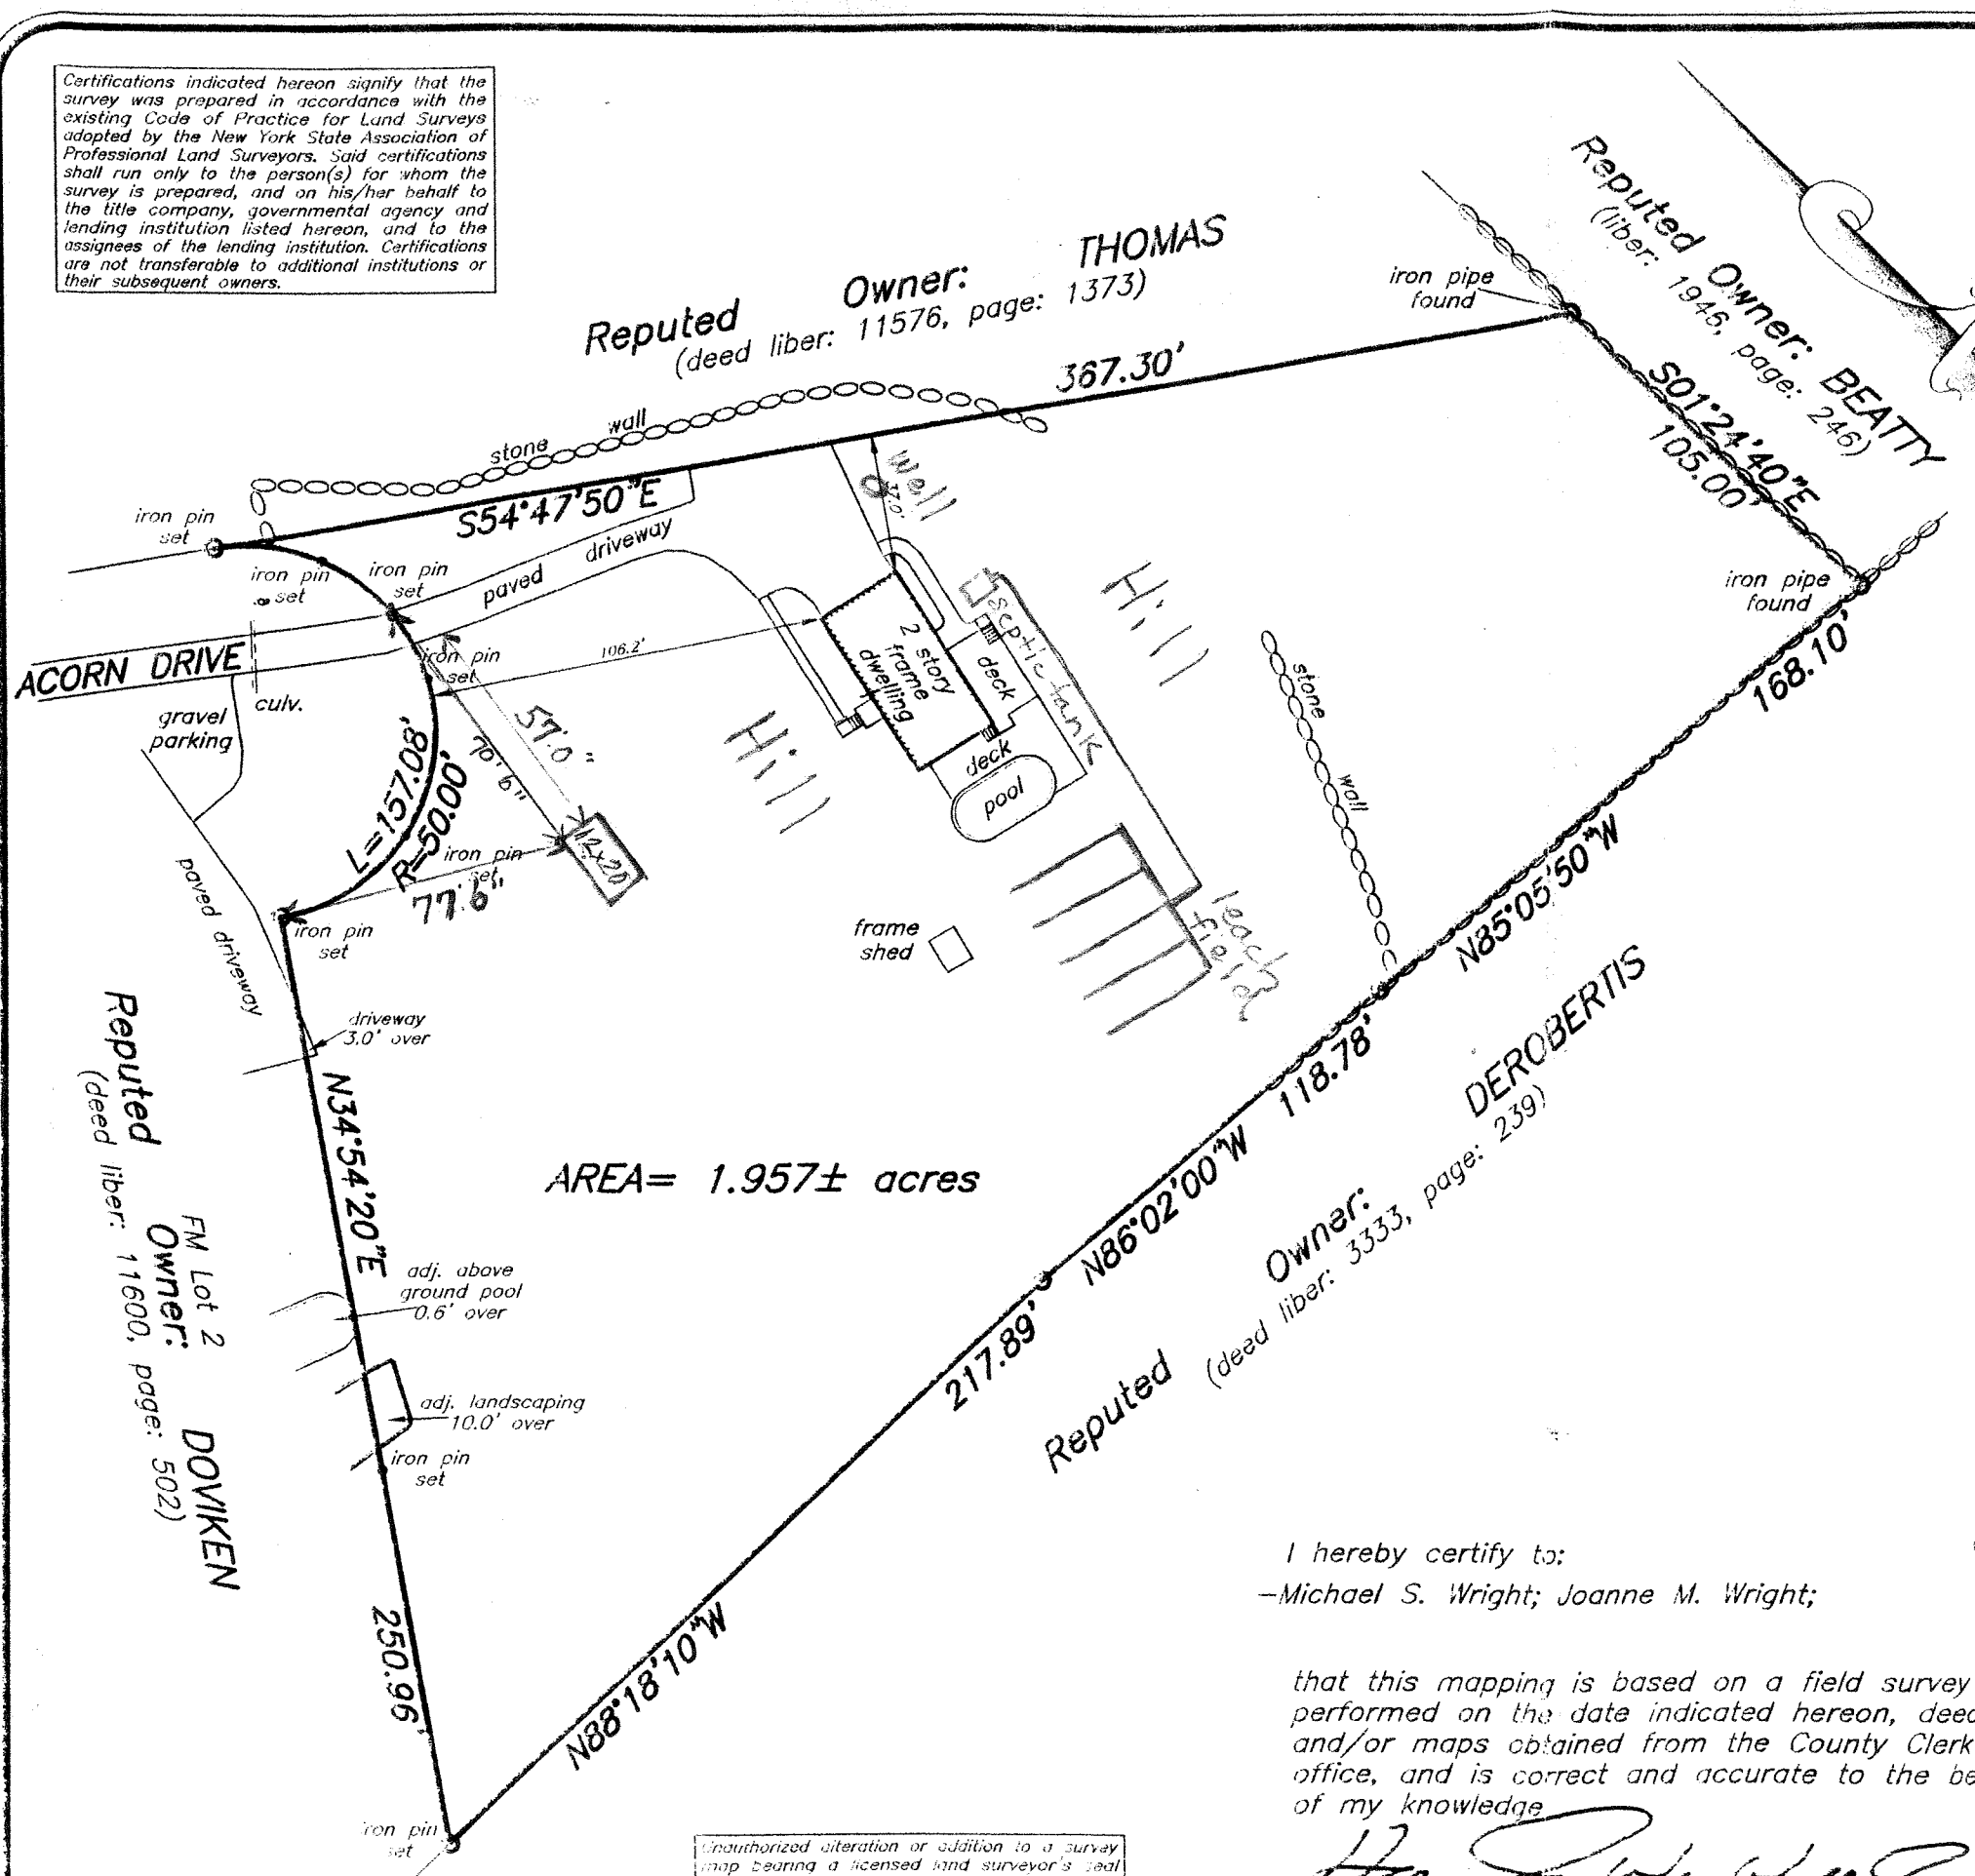 Certifications indicated hereon signify that the
survey was prepared in accordance with the
existing Code of Practice for Land Surveys
adopted by the New York State Association of
Professional Land Surveyors. Said certifications
shall run only to the person(s) for whom the
survey is prepared, and on his/her behalf to
the title company, governmental agency and
lending institution listed hereon, and to the
assignees of the lending institution. Certifications
are not transferable to additional institutions or
their subsequent owners.
Reputed Owner: THOMAS
(deed liber: 11576, page: 1373)
iron pipe
found
Reputed Owner: BEATTY
(liber: 1946, page: 246)
367.30'
S01°24'40"E
105.00'
stone wall
S54°47'50"E
Well
37.0'
iron pin
set
iron pin
set
iron pin
set
paved driveway
iron pipe
found
ACORN DRIVE
culv.
gravel
parking
iron pin
set
106.2'
2 story
frame
dwelling
deck
deck
pool
septic tank
Hill
Hill
stone wall
168.10'
57.0"
70'6"
12x20
L=157.08'
R=50.00'
iron pin
set
77'.6"
paved driveway
iron pin
set
frame
shed
leach
field
N85°05'50"W
driveway
3.0' over
118.78'
DEROBERTIS
N34°54'20"E
AREA= 1.957± acres
N86°02'00"W
Reputed Owner:
(deed liber: 3333, page: 239)
Reputed Owner: DOVIKEN
(deed liber: 11600, page: 502)
FM Lot 2
adj. above
ground pool
0.6' over
217.89'
adj. landscaping
10.0' over
iron pin
set
250.96'
N88°18'10"W
iron pin
set
I hereby certify to:
-Michael S. Wright; Joanne M. Wright;
that this mapping is based on a field survey
performed on the date indicated hereon, deed
and/or maps obtained from the County Clerk
office, and is correct and accurate to the be
of my knowledge
Unauthorized alteration or addition to a survey
map bearing a licensed land surveyor's seal